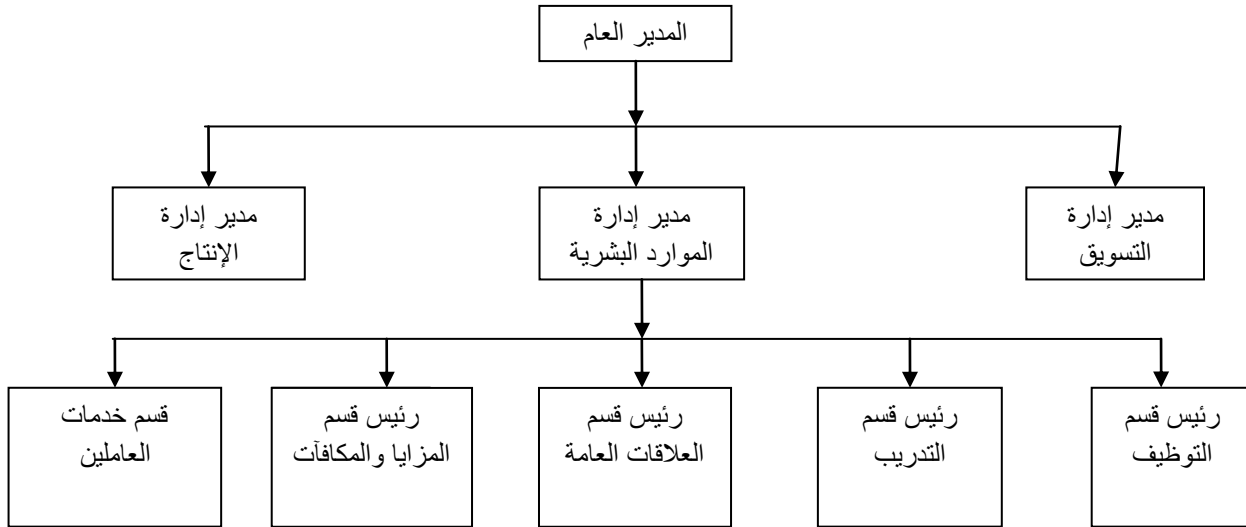 المدير العام
مدير إدارة
التسويق
مدير إدارة
الموارد البشرية
مدير إدارة
الإنتاج
رئيس قسم
التوظيف
رئيس قسم
التدريب
رئيس قسم
العلاقات العامة
رئيس قسم
المزايا والمكافآت
قسم خدمات
العاملين